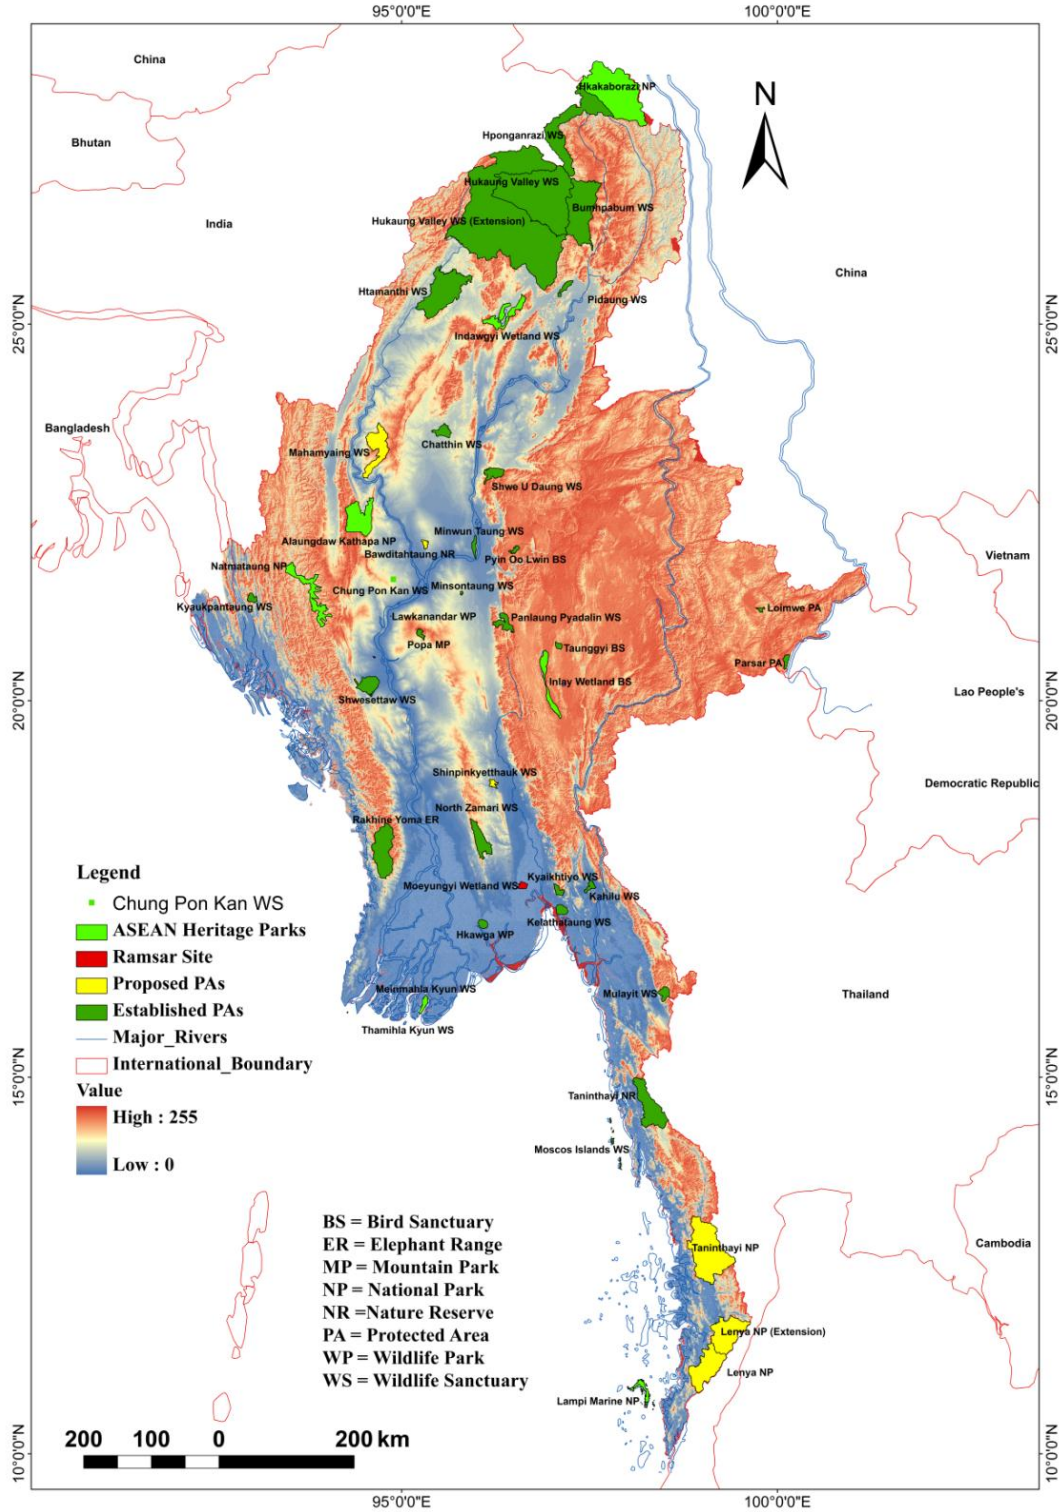 95°0'0"E
100°0'0"E
China
Hkakaborazi NP
N
Hponganrazi WS
Bhutan
Hukaung Valley WS
Bumhpabum WS
India
Hukaung Valley WS (Extension)
China
Htamanthi WS
Pidaung WS
25°0'0"N
25°0'0"N
Indawgyi Wetland WS
Bangladesh
Chatthin WS
Mahamyaing WS
Shwe U Daung WS
Minwun Taung WS
Alaungdaw Kathapa NP
Bawditahtaung NR
Pyin Oo Lwin BS
Vietnam
Natmataung NP
Chung Pon Kan WS
Minsontaung WS
Kyaukpantaung WS
Loimwe PA
Lawkanandar WP
Panlaung Pyadalin WS
Popa MP
Taunggyi BS
Parsar PA
Inlay Wetland BS
Lao People's
Shwesettaw WS
20°0'0"N
20°0'0"N
Shinpinkyetthauk WS
Democratic Republic
North Zamari WS
Rakhine Yoma ER
Legend
Kyaikhtiyo WS
Moeyungyi Wetland WS
Kahilu WS
Chung Pon Kan WS
Kelathataung WS
ASEAN Heritage Parks
Hkawga WP
Ramsar Site
Proposed PAs
Meinmahla Kyun WS
Mulayit WS
Thailand
Established PAs
Thamihla Kyun WS
Major_Rivers
International_Boundary
15°0'0"N
15°0'0"N
Value
Taninthayi NR
High : 255
Moscos Islands WS
Low : 0
BS = Bird Sanctuary
ER = Elephant Range
MP = Mountain Park
NP = National Park
NR =Nature Reserve
PA = Protected Area
WP = Wildlife Park
WS = Wildlife Sanctuary
Taninthayi NP
Cambodia
Lenya NP (Extension)
Lenya NP
Lampi Marine NP
200 100 0 200 km
10°0'0"N
10°0'0"N
95°0'0"E
100°0'0"E